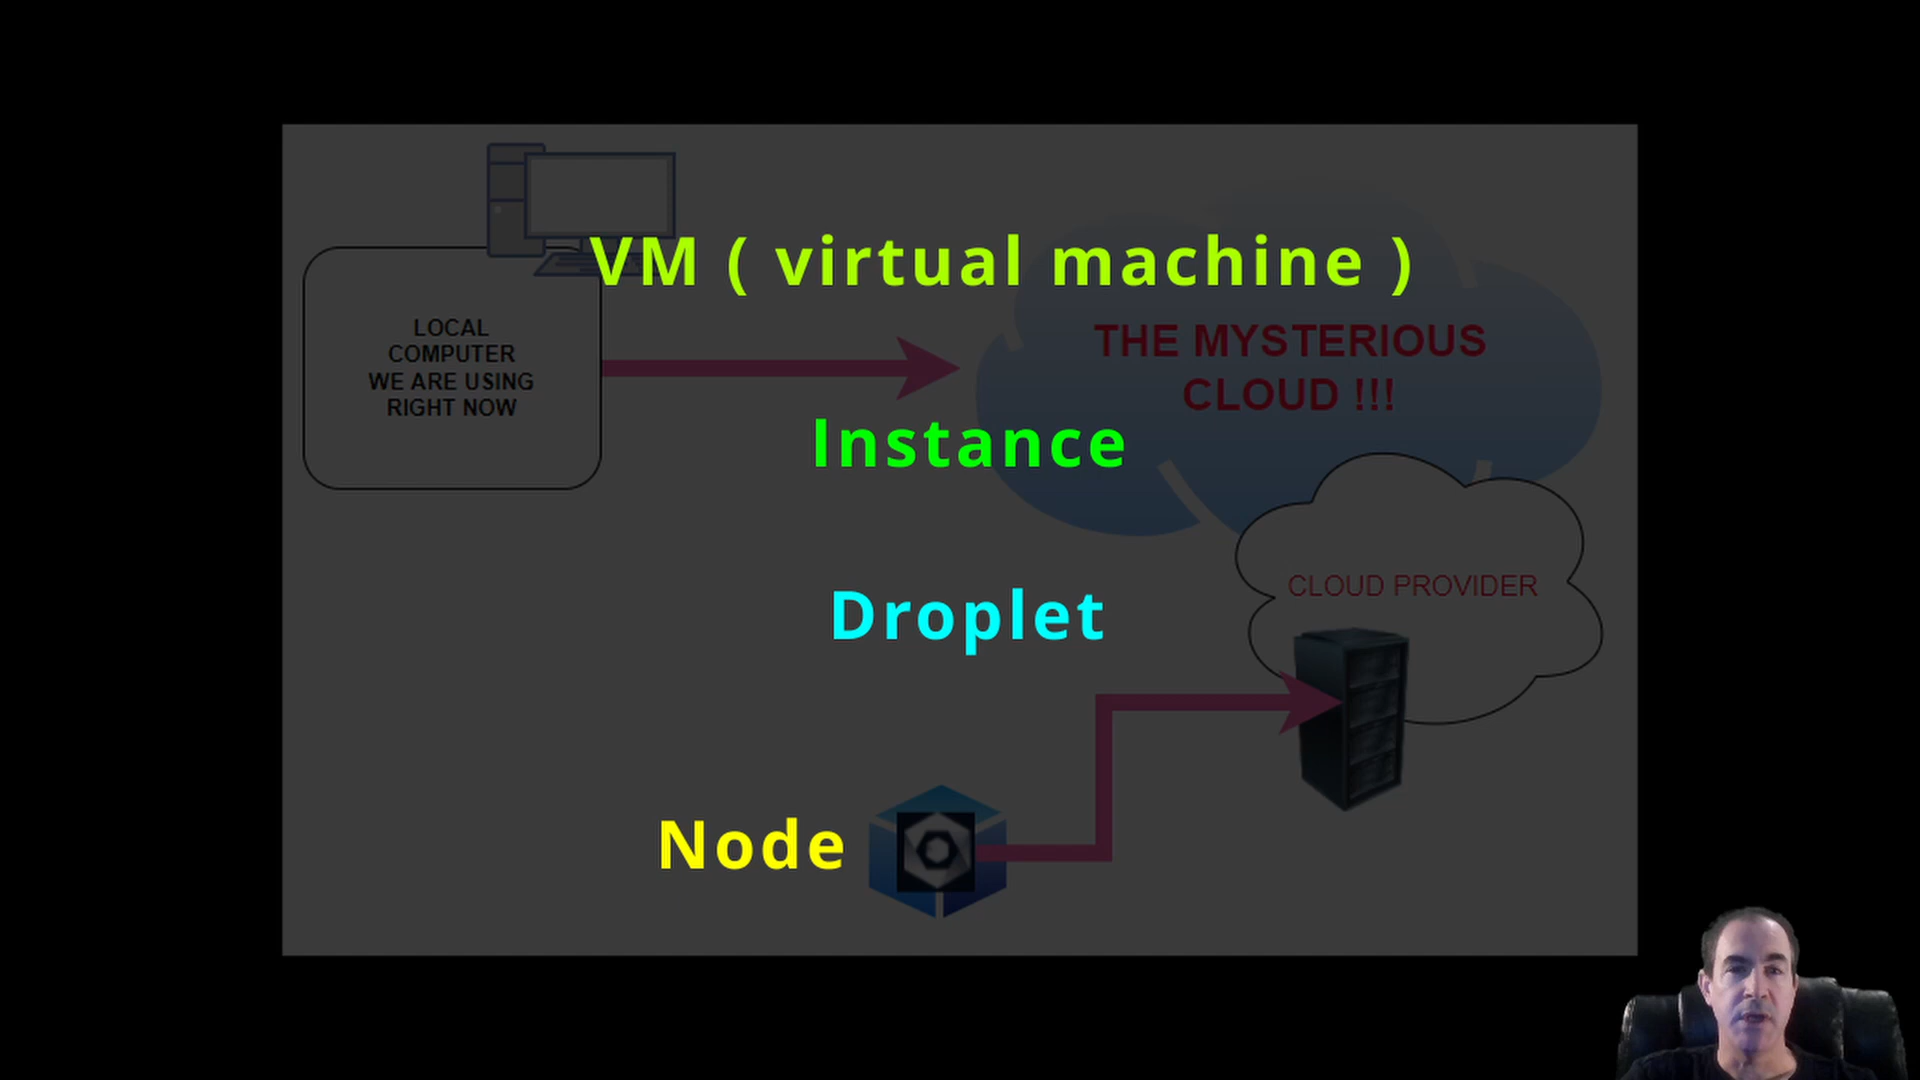 VM ( virtual machine )
LOCAL
COMPUTER
WE ARE USING
RIGHT NOW
THE MYSTERIOUS
CLOUD !!!
Instance
CLOUD PROVIDER
Droplet
Node